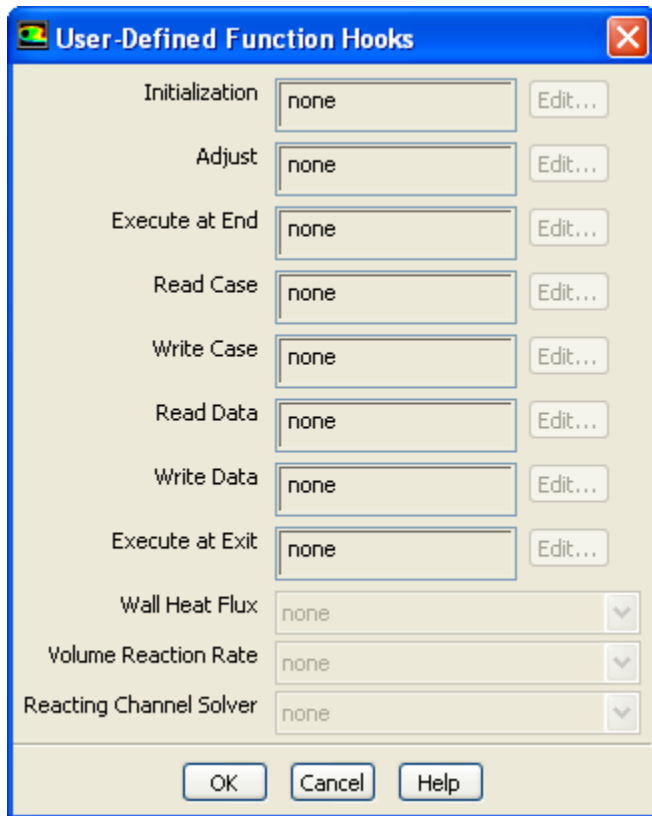 User-Defined Function Hooks
Initialization none Edit...
Adjust none Edit...
Execute at End none Edit...
Read Case none Edit...
Write Case none Edit...
Read Data none Edit...
Write Data none Edit...
Execute at Exit none Edit...
Wall Heat Flux none
Volume Reaction Rate none
Reacting Channel Solver none
OK Cancel Help